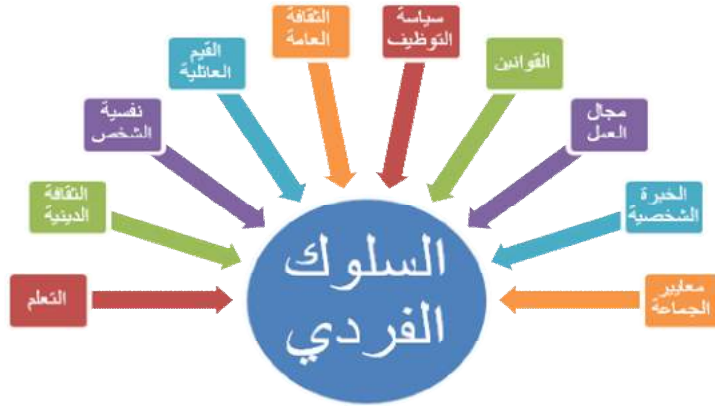 سياسة
التوظيف
الثقافة
العامة
القوانين
القيم
العائلية
مجال
العمل
نفسية
الشخص
الخبرة
الشخصية
الثقافة
الدينية
معايير
الجماعة
التعلم
السلوك
الفردي